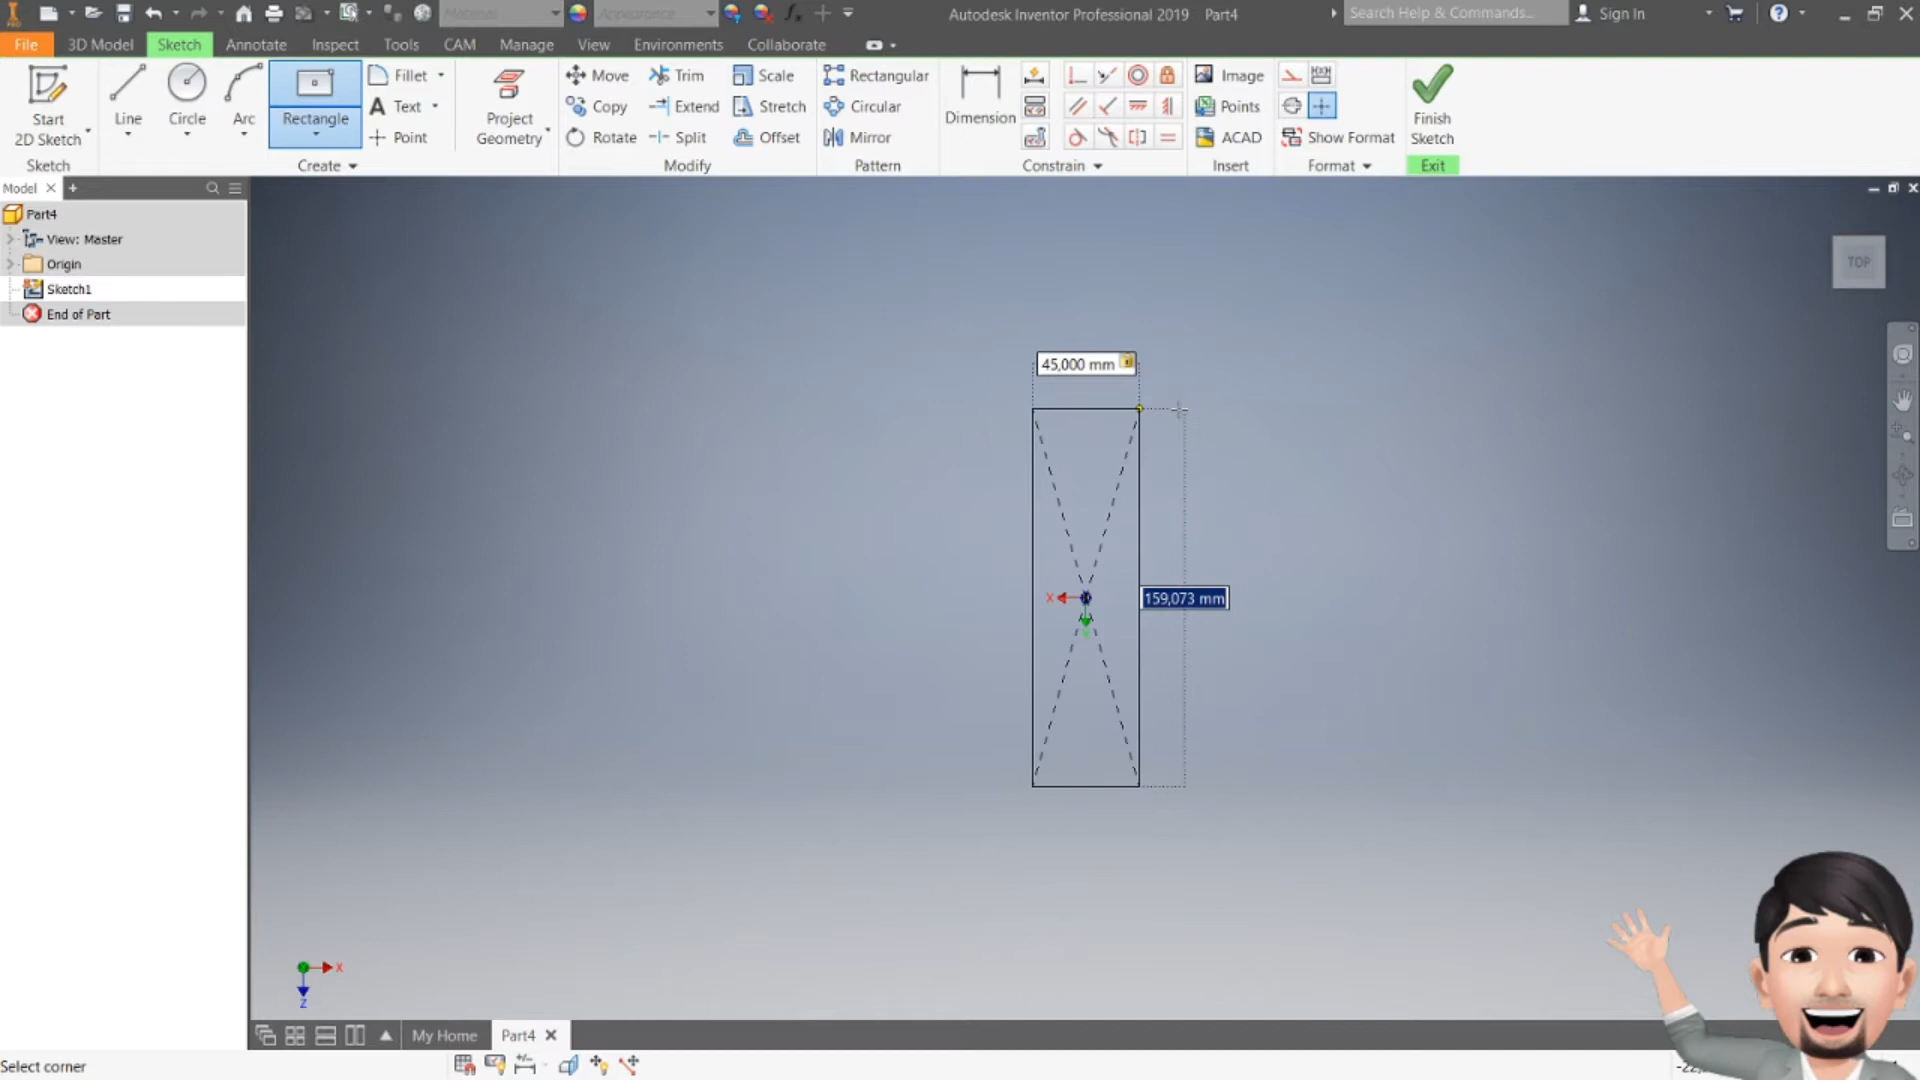 Material
Appearance
Autodesk Inventor Professional 2019 Part4
Search Help & Commands...
Sign In
File
3D Model
Sketch
Annotate
Inspect
Tools
CAM
Manage
View
Environments
Collaborate
Start
2D Sketch
Line
Circle
Arc
Rectangle
Fillet
Text
Point
Project
Geometry
Move
Copy
Rotate
Trim
Extend
Split
Scale
Stretch
Offset
Rectangular
Circular
Mirror
Dimension
Image
Points
ACAD
Show Format
Finish
Sketch
Sketch
Create
Modify
Pattern
Constrain
Insert
Format
Exit
Model
Part4
View: Master
Origin
Sketch1
End of Part
TOP
45,000 mm
X
159,073 mm
X
Z
My Home
Part4
Select corner